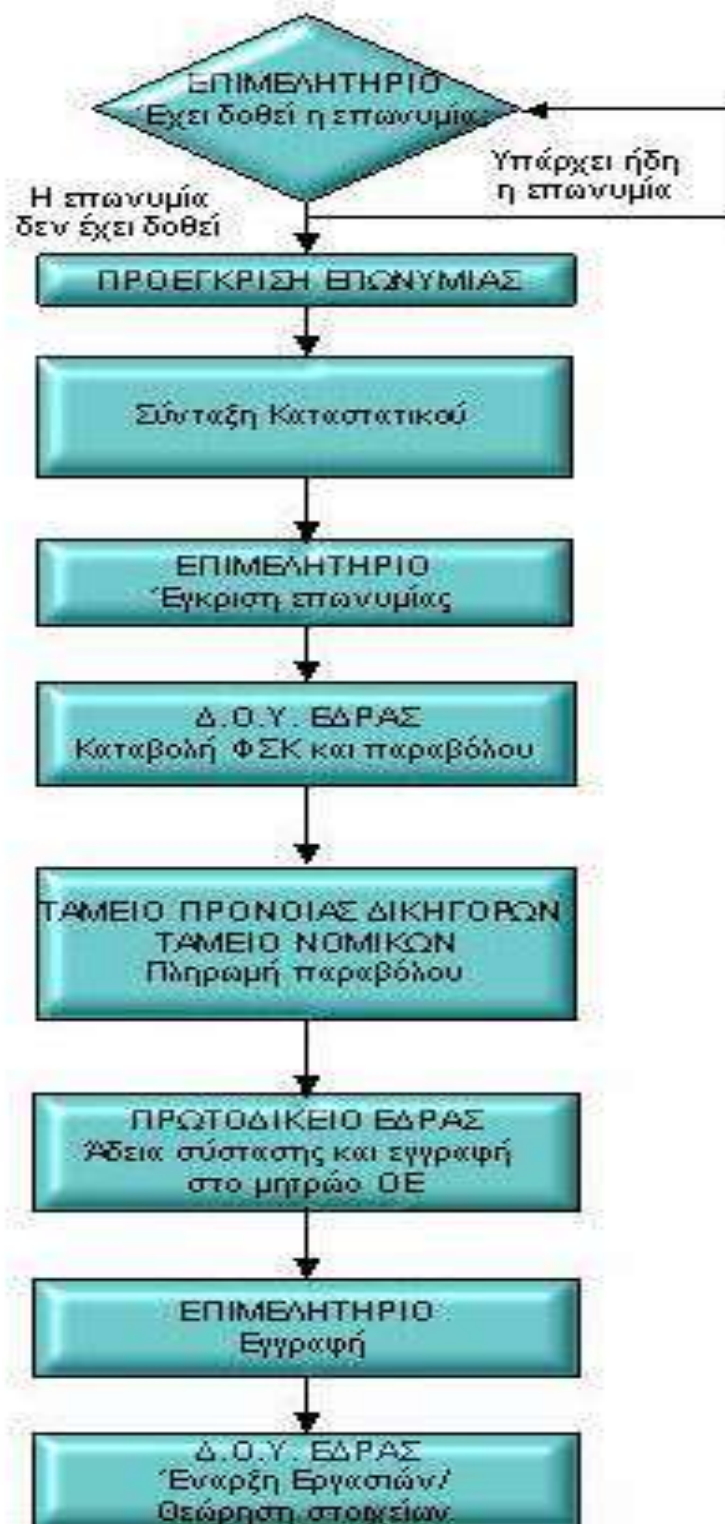 ΕΠΙΜΕΛΗΤΗΡΙΟ
Έχει δοθεί η επωνυμία;
Υπάρχει ήδη
η επωνυμία
Η επωνυμία
δεν έχει δοθεί
ΠΡΟΕΓΚΡΙΣΗ ΕΠΩΝΥΜΙΑΣ
Σύνταξη Καταστατικού
ΕΠΙΜΕΛΗΤΗΡΙΟ
Έγκριση επωνυμίας
Δ.Ο.Υ. ΕΔΡΑΣ
Καταβολή ΦΣΚ και παραβόλου
ΤΑΜΕΙΟ ΠΡΟΝΟΙΑΣ ΔΙΚΗΓΟΡΩΝ
ΤΑΜΕΙΟ ΝΟΜΙΚΩΝ
Πληρωμή παραβόλου
ΠΡΩΤΟΔΙΚΕΙΟ ΕΔΡΑΣ
Άδεια σύστασης και εγγραφή
στο μητρώο ΟΕ
ΕΠΙΜΕΛΗΤΗΡΙΟ
Εγγραφή
Δ.Ο.Υ. ΕΔΡΑΣ
Έναρξη Εργασιών/
Θεώρηση στοιχείων